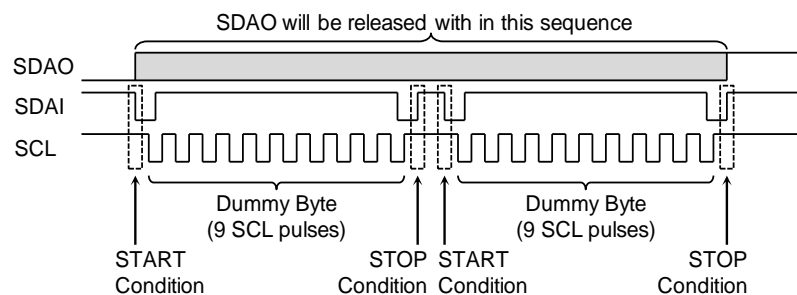 SDAO will be released with in this sequence
SDAO
SDAI
SCL
Dummy Byte
(9 SCL pulses)
Dummy Byte
(9 SCL pulses)
START
Condition
STOP
Condition
START
Condition
STOP
Condition